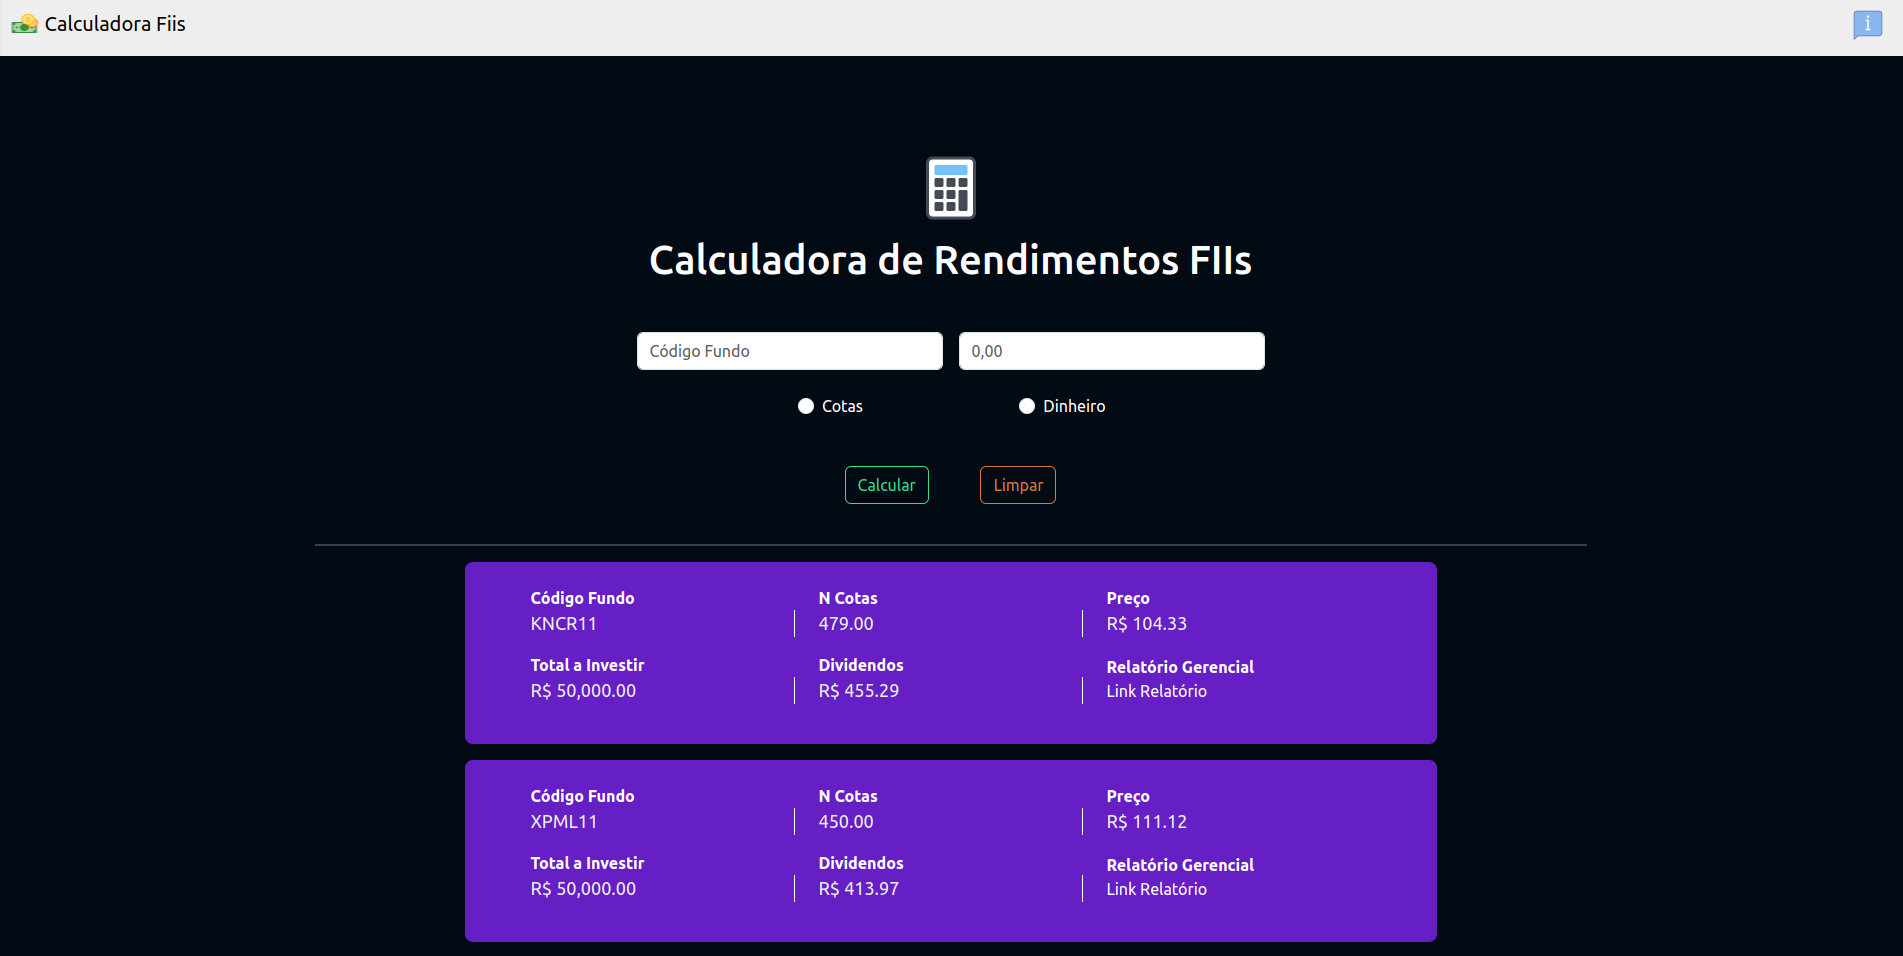 Calculadora Fiis
i
Calculadora de Rendimentos FIIs
Código Fundo 0,00
Cotas Dinheiro
Calcular Limpar
Código Fundo N Cotas Preço
KNCR11 479.00 R$ 104.33
Total a Investir Dividendos Relatório Gerencial
R$ 50,000.00 R$ 455.29 Link Relatório
Código Fundo N Cotas Preço
XPML11 450.00 R$ 111.12
Total a Investir Dividendos Relatório Gerencial
R$ 50,000.00 R$ 413.97 Link Relatório